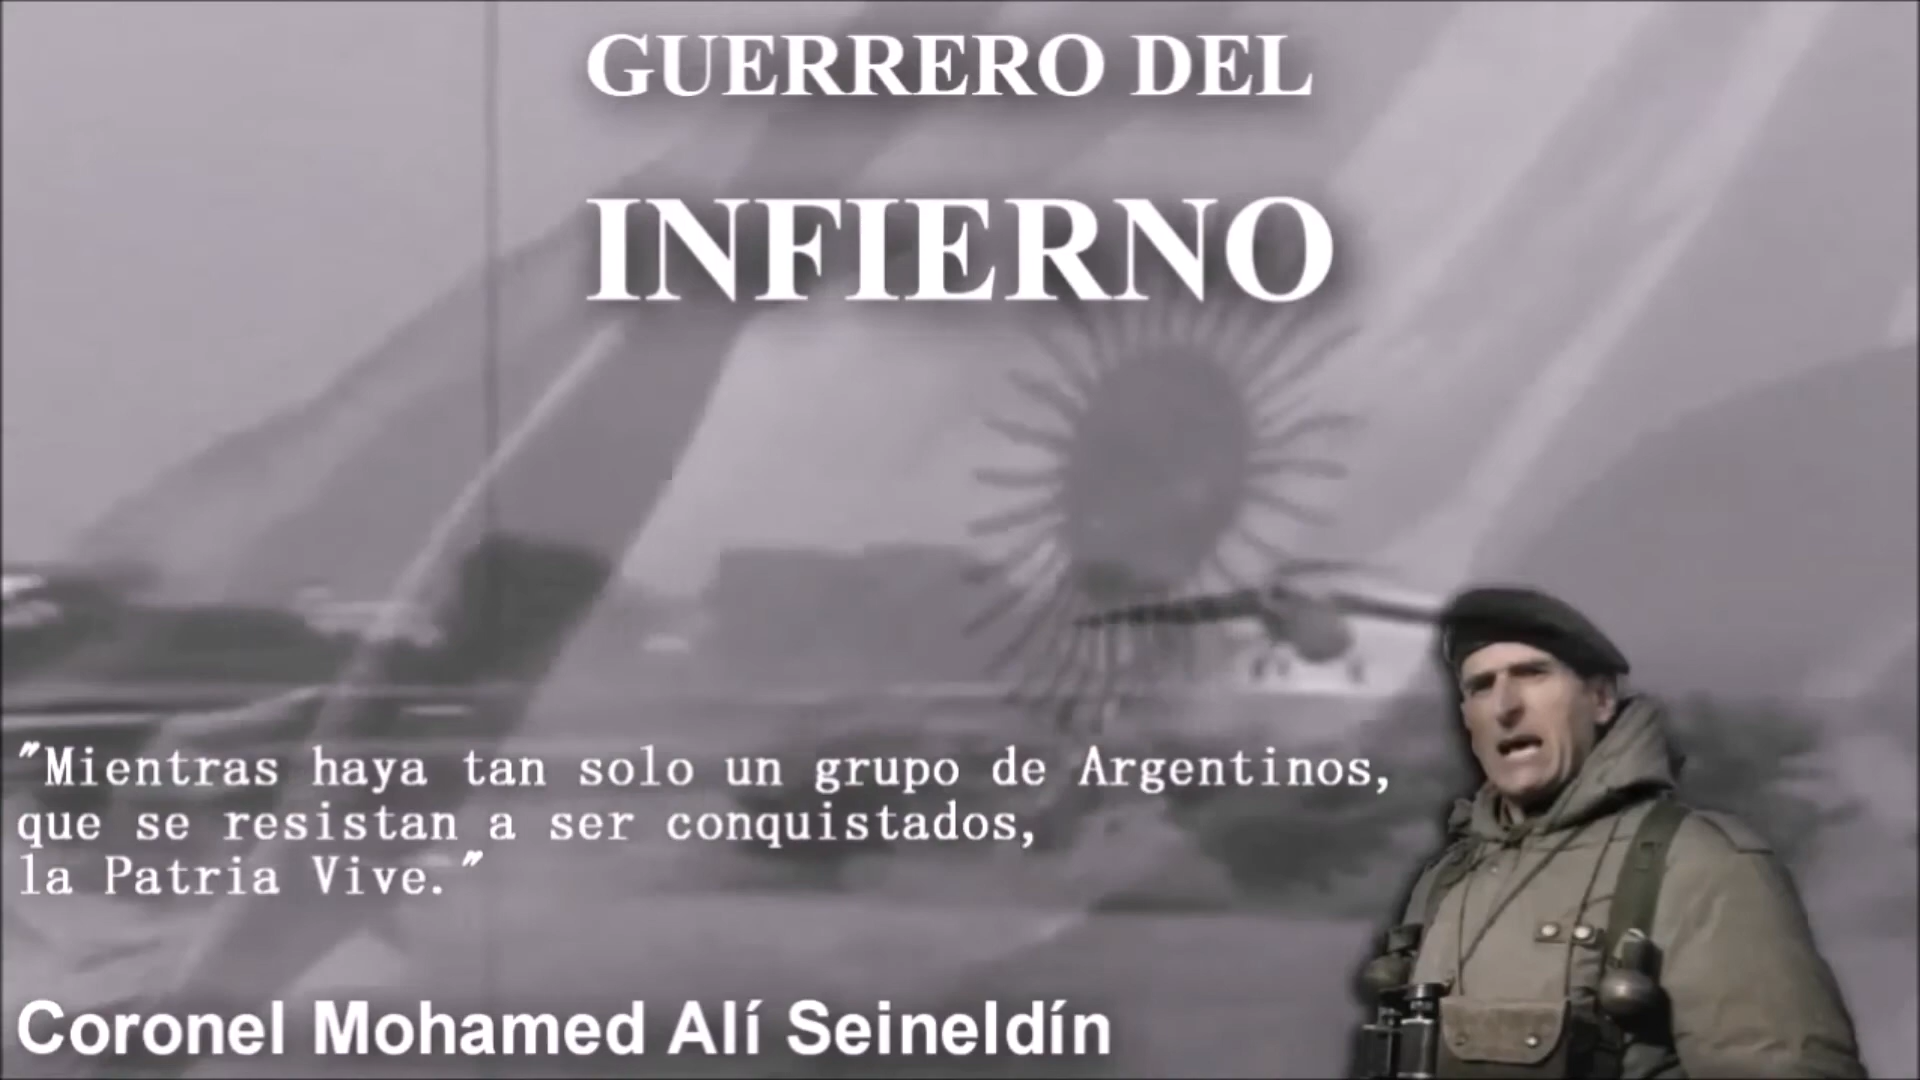 GUERRERO DEL
INFIERNO
"Mientras haya tan solo un grupo de Argentinos,
que se resistan a ser conquistados,
la Patria Vive."
Coronel Mohamed Alí Seineldín